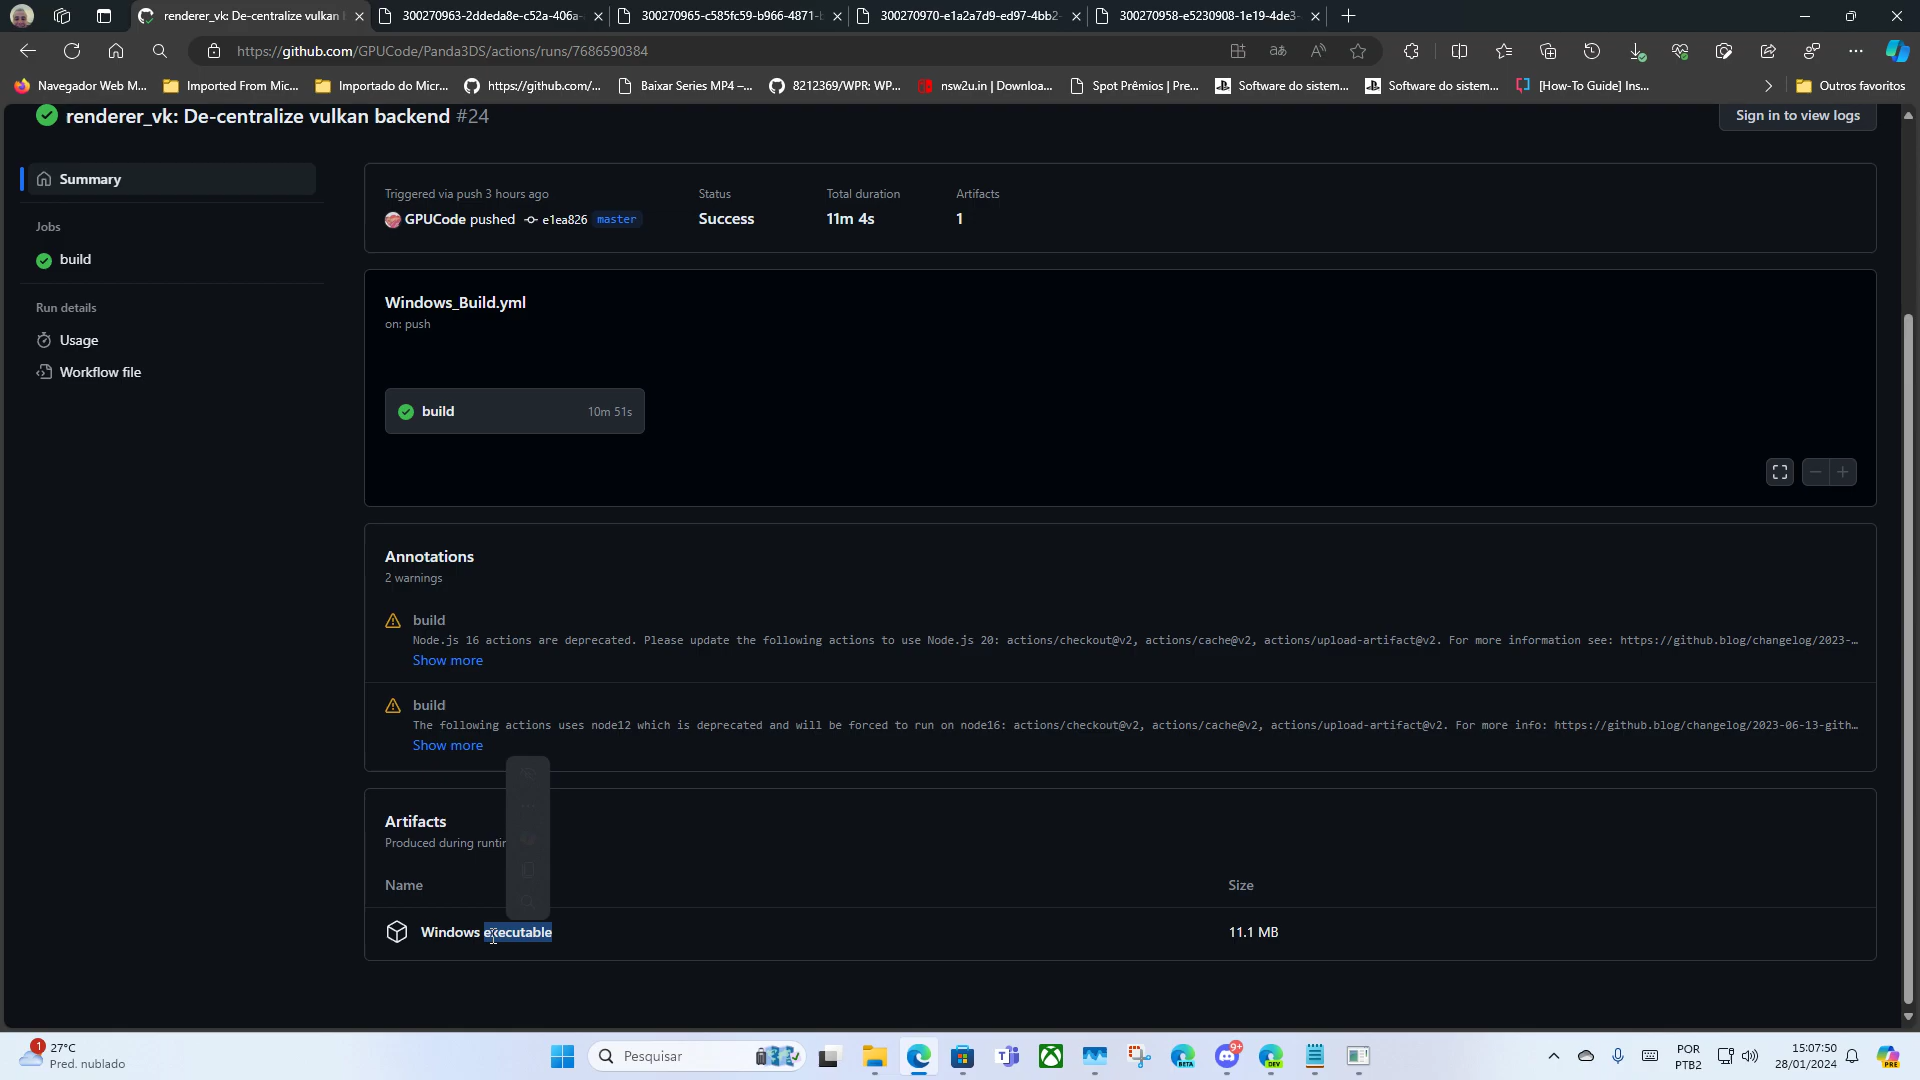 renderer_vk: De-centralize vulkan b
300270963-2ddeda8e-c52a-406a-
300270965-c585fc59-b966-4871-b
300270970-e1a2a7d9-ed97-4bb2-
300270958-e5230908-1e19-4de3-
https://github.com/GPUCode/Panda3DS/actions/runs/7686590384
Navegador Web M...
Imported From Mic...
Importado do Micr...
https://github.com/...
Baixar Series MP4 –...
8212369/WPR: WP...
nsw2u.in | Downloa...
Spot Prêmios | Pre...
Software do sistem...
Software do sistem...
[How-To Guide] Ins...
Outros favoritos
renderer_vk: De-centralize vulkan backend #24
Sign in to view logs
Summary
Jobs
build
Run details
Usage
Workflow file
Triggered via push 3 hours ago
GPUCode pushed e1ea826 master
Status
Success
Total duration
11m 4s
Artifacts
1
Windows_Build.yml
on: push
build 10m 51s
Annotations
2 warnings
build
Node.js 16 actions are deprecated. Please update the following actions to use Node.js 20: actions/checkout@v2, actions/cache@v2, actions/upload-artifact@v2. For more information see: https://github.blog/changelog/2023-…
Show more
build
The following actions uses node12 which is deprecated and will be forced to run on node16: actions/checkout@v2, actions/cache@v2, actions/upload-artifact@v2. For more info: https://github.blog/changelog/2023-06-13-gith…
Show more
Artifacts
Produced during
Name Size
Windows executable 11.1 MB
1
27°C
Pred. nublado
Pesquisar
9+
BETA
DEV
POR
PTB2
15:07:50
28/01/2024
PRE